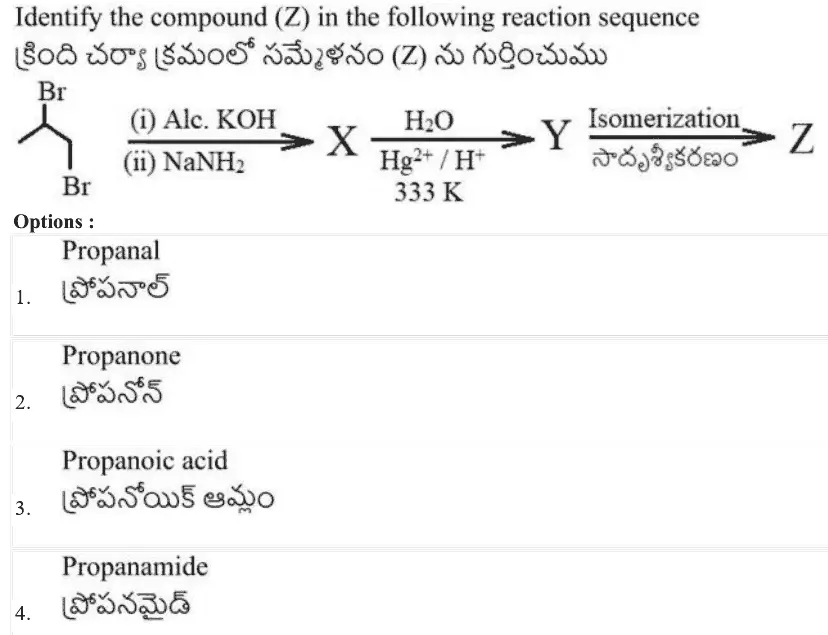 Identify the compound (Z) in the following reaction sequence
క్రింది చర్యా క్రమంలో సమ్మేళనం (Z) ను గుర్తించుము
Br
Br
(i) Alc. KOH
(ii) NaNH₂
X
H₂O
Hg²⁺ / H⁺
333 K
Y
Isomerization
సాదృశ్యీకరణం
Z
Options :
Propanal
1. ప్రోపనాల్
Propanone
2. ప్రోపనోన్
Propanoic acid
3. ప్రోపనోయిక్ ఆమ్లం
Propanamide
4. ప్రోపనమైడ్